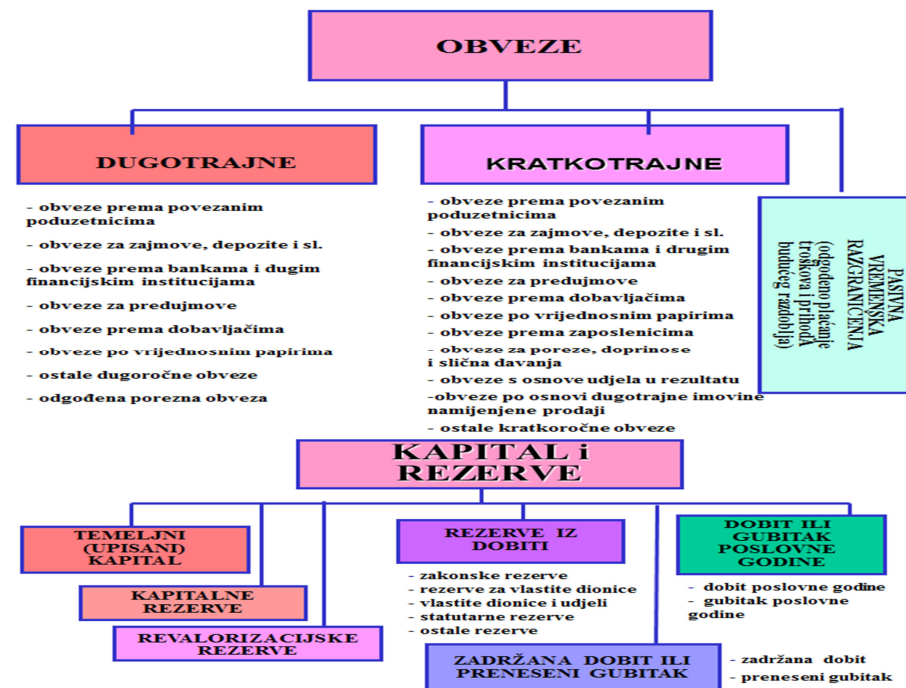 OBVEZE
DUGOTRAJNE
- obveze prema povezanim
poduzetnicima
- obveze za zajmove, depozite i sl.
- obveze prema bankama i dugim
financijskim institucijama
- obveze za predujmove
- obveze prema dobavljačima
- obveze po vrijednosnim papirima
- ostale dugoročne obveze
- odgođena porezna obveza
KRATKOTRAJNE
- obveze prema povezanim
poduzetnicima
- obveze za zajmove, depozite i sl.
- obveze prema bankama i drugim
financijskim institucijama
- obveze za predujmove
- obveze prema dobavljačima
- obveze po vrijednosnim papirima
- obveze prema zaposlenicima
- obveze za poreze, doprinose
i slična davanja
- obveze s osnove udjela u rezultatu
-obveze po osnovi dugotrajne imovine
namijenjene prodaji
- ostale kratkoročne obveze
PASIVNA
VREMENSKA
RAZGRANIČENJA
(odgođeno plaćanje
troškova i prihoda
budućeg razdoblja)
KAPITAL i
REZERVE
TEMELJNI
(UPISANI)
KAPITAL
KAPITALNE
REZERVE
REVALORIZACIJSKE
REZERVE
REZERVE IZ
DOBITI
- zakonske rezerve
- rezerve za vlastite dionice
- vlastite dionice i udjeli
- statutarne rezerve
- ostale rezerve
ZADRŽANA DOBIT ILI
PRENESENI GUBITAK
- zadržana dobit
- preneseni gubitak
DOBIT ILI
GUBITAK
POSLOVNE
GODINE
- dobit poslovne godine
- gubitak poslovne
godine